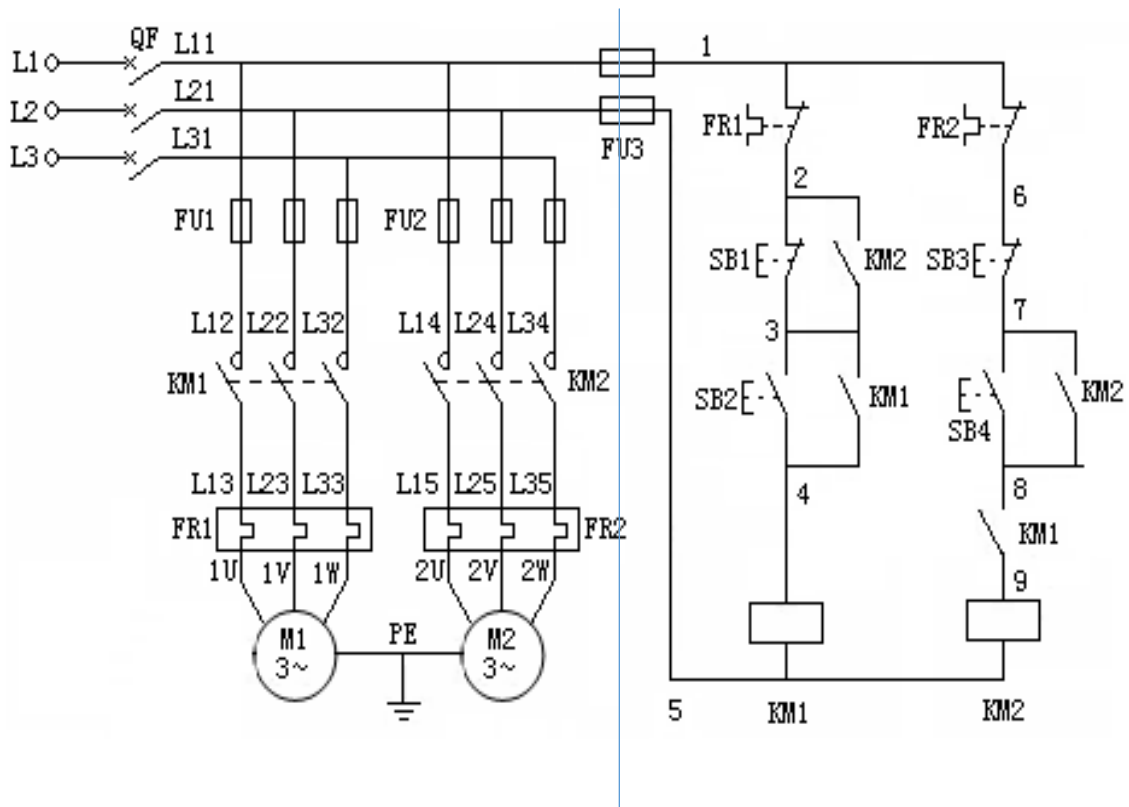 QF L11 1
L1
L21
L2
L31 FR1 FR2
L3 FU3
2 6
FU1 FU2
SB1 KM2 SB3
L12 L22 L32 L14 L24 L34 3 7
KM1 KM2 SB2 KM1 KM2
SB4
L13 L23 L33 L15 L25 L35 4 8
FR1 FR2 KM1
1U 1V 1W 2U 2V 2W 9
M1 PE M2
3~ 3~
5 KM1 KM2